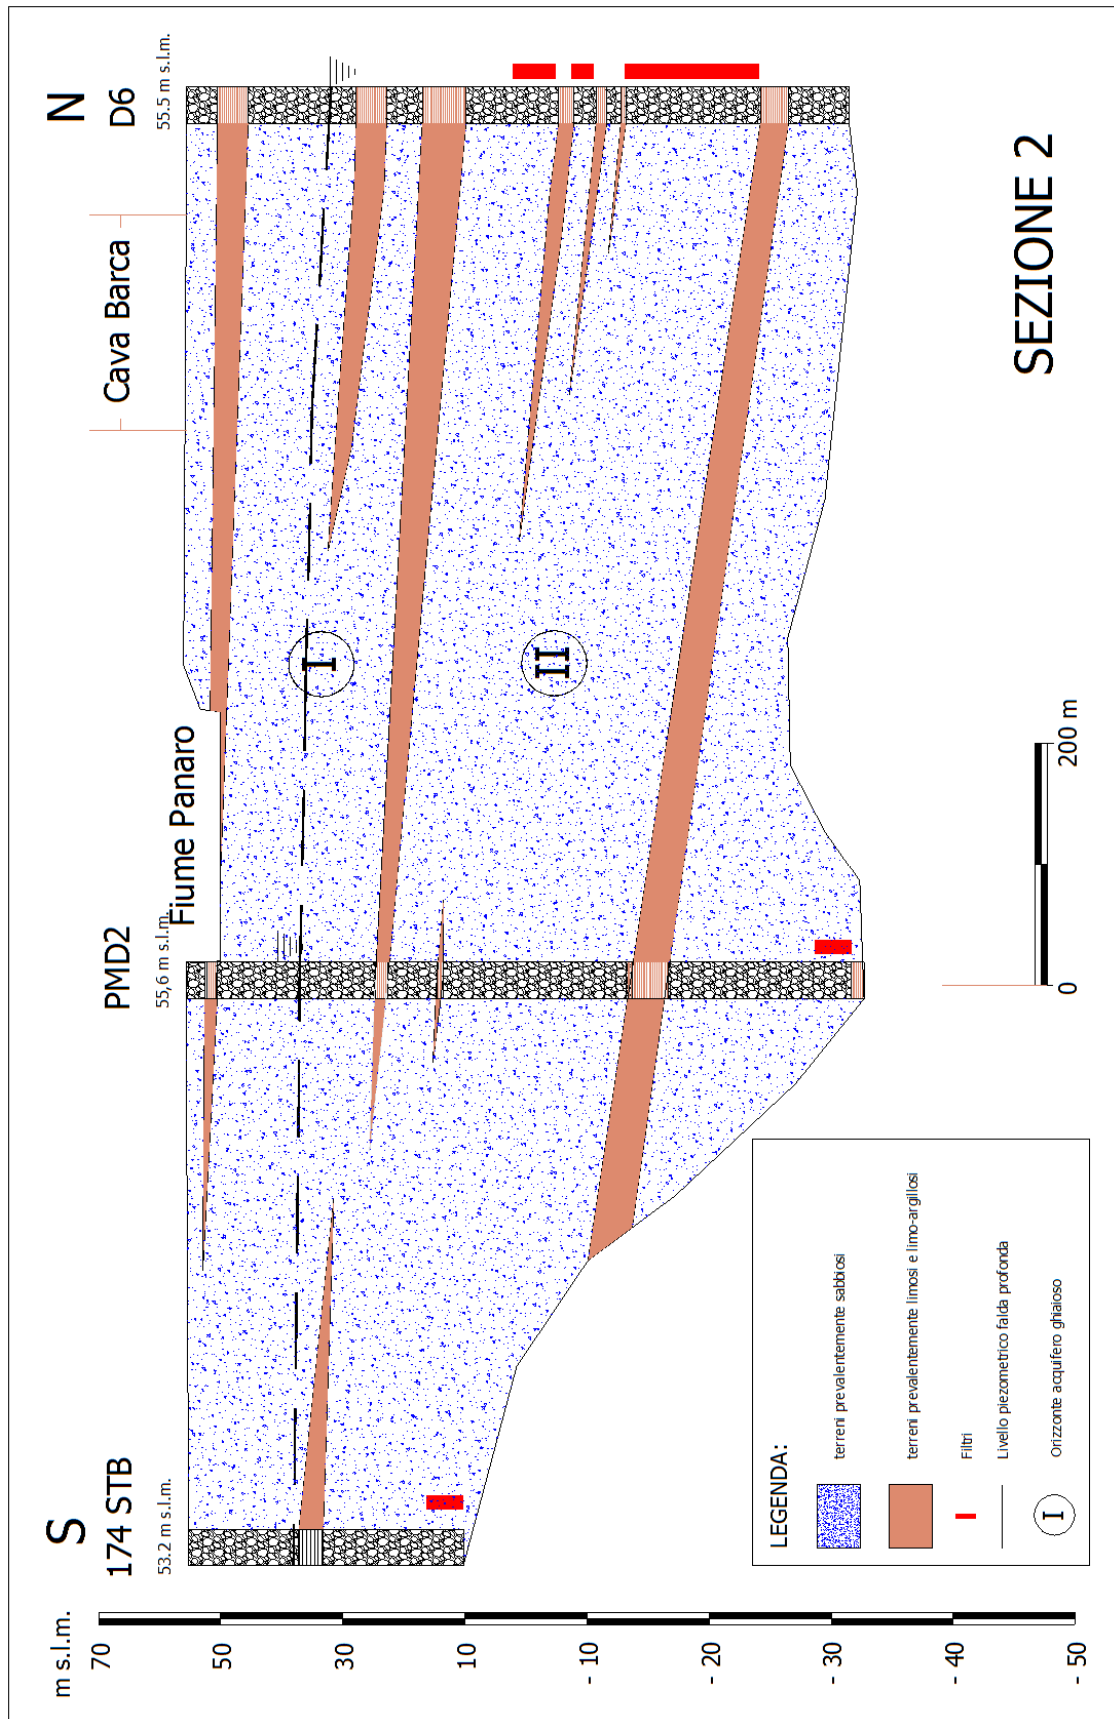 S
N
174 STB
53.2 m s.l.m.
PMD2
55,6 m s.l.m.
Fiume Panaro
Cava Barca
D6
55.5 m s.l.m.
m s.l.m.
70
50
30
10
- 10
- 20
- 30
- 40
- 50
I
II
SEZIONE 2
0
200 m
LEGENDA:
terreni prevalentemente sabbiosi
terreni prevalentemente limosi e limo-argillosi
Filtri
Livello piezometrico falda profonda
I
Orizzonte acquifero ghiaioso